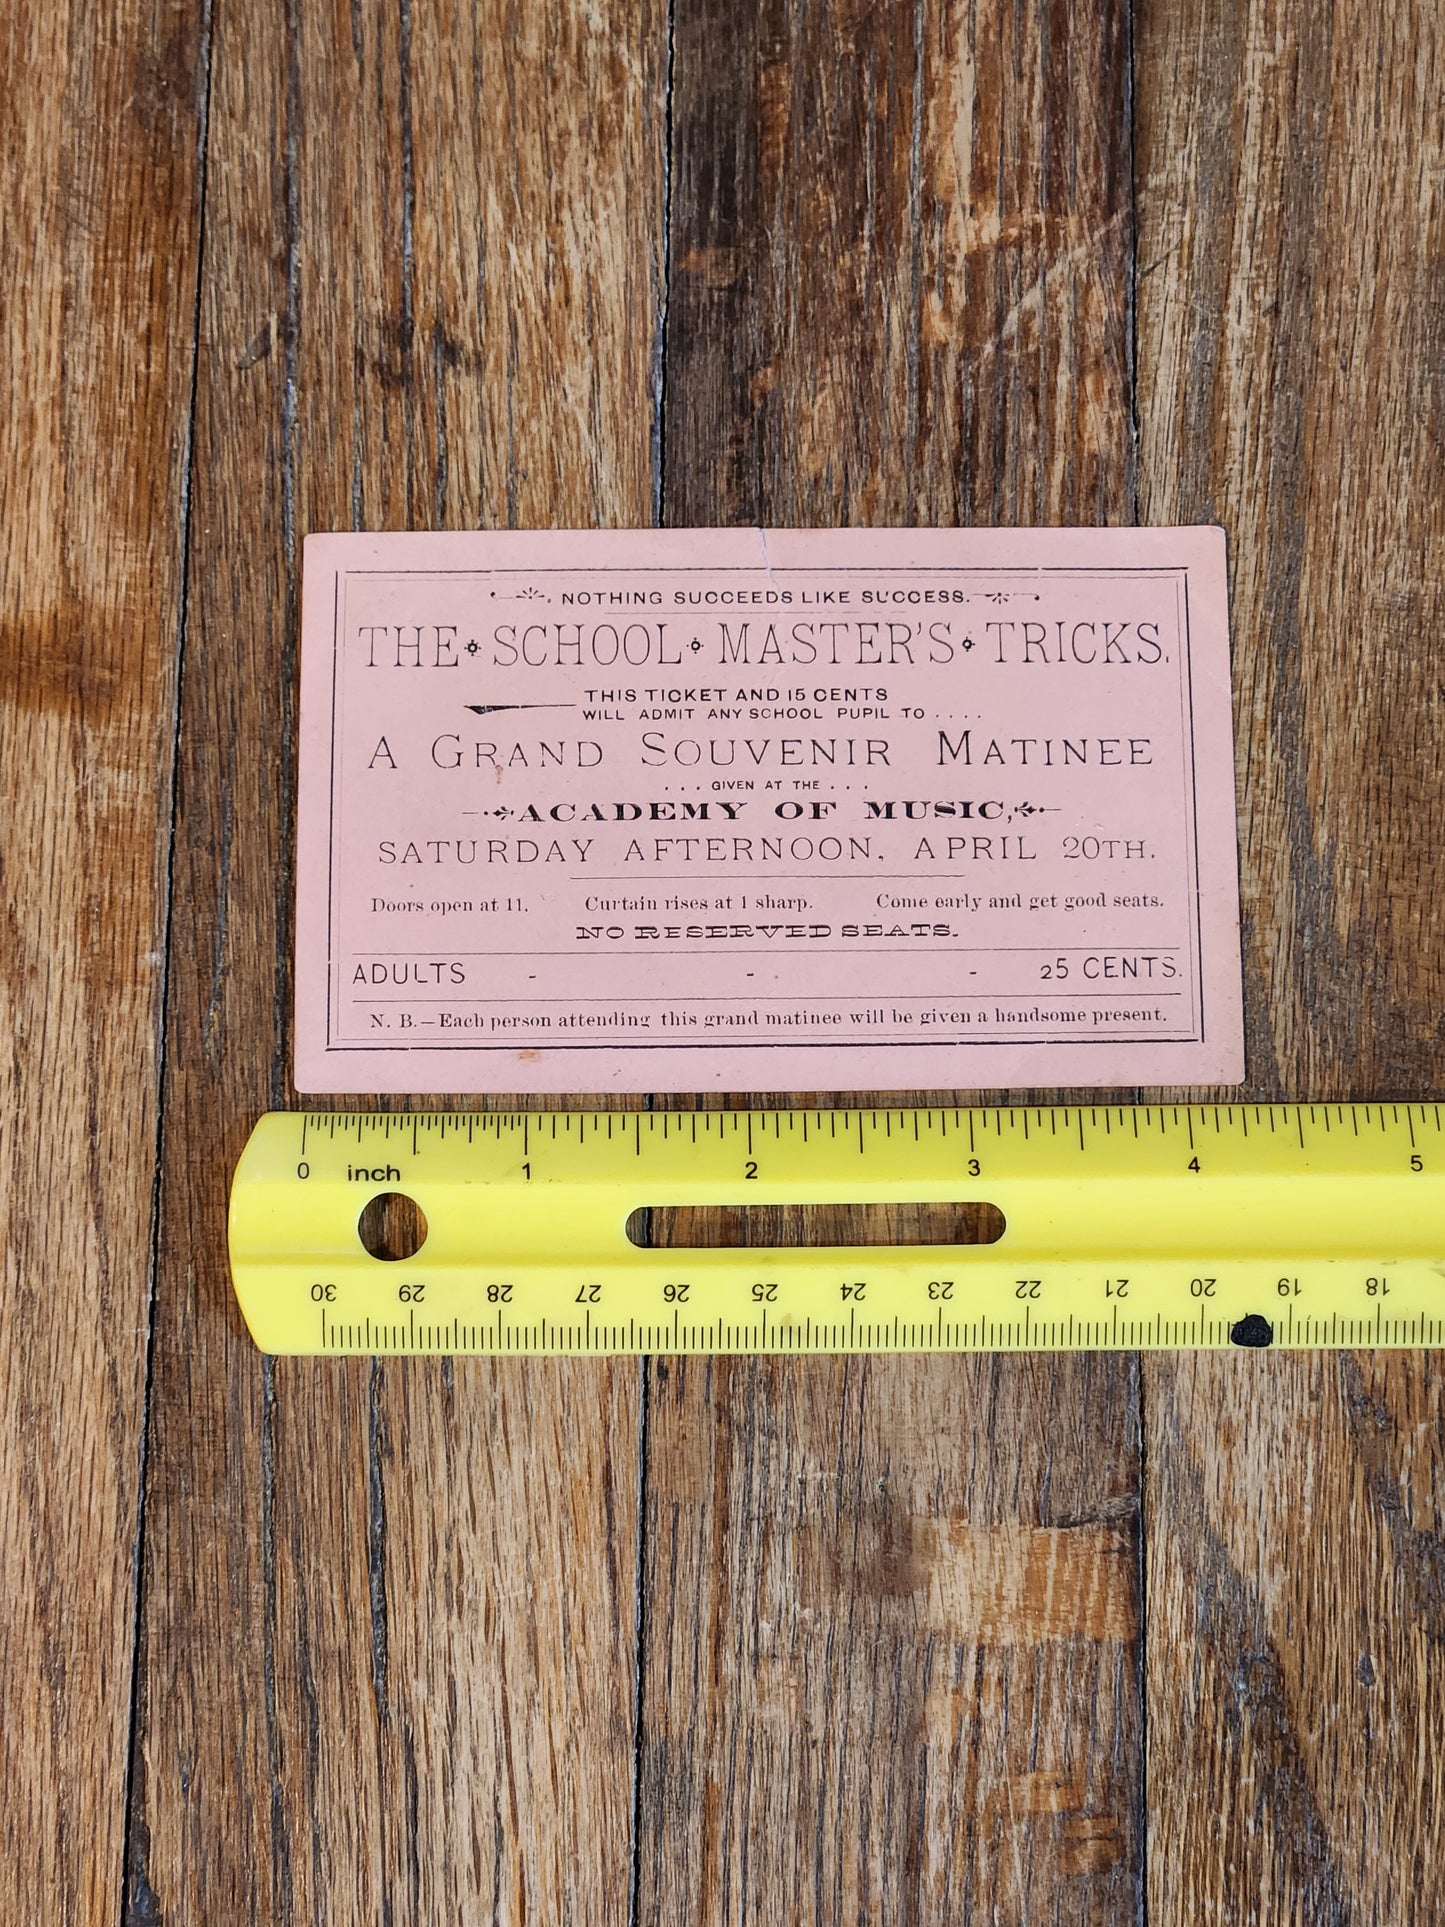 NOTHING SUCCEEDS LIKE SUCCESS.
THE SCHOOL MASTER'S TRICKS.
THIS TICKET AND 15 CENTS
WILL ADMIT ANY SCHOOL PUPIL TO . . . .
A GRAND SOUVENIR MATINEE
. . . GIVEN AT THE . . .
ACADEMY OF MUSIC,
SATURDAY AFTERNOON, APRIL 20TH.
Doors open at 11. Curtain rises at 1 sharp. Come early and get good seats.
NO RESERVED SEATS.
ADULTS - - - 25 CENTS.
N. B.—Each person attending this grand matinee will be given a handsome present.
0 inch 1 2 3 4 5
30 29 28 27 26 25 24 23 22 21 20 19 18